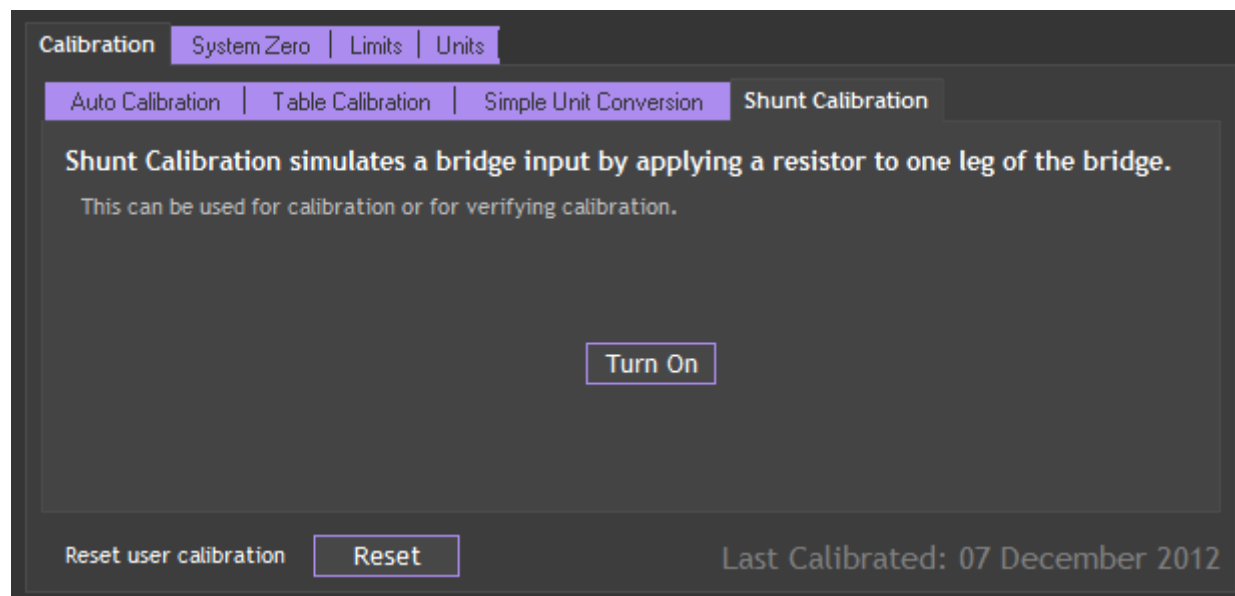 Calibration System Zero | Limits | Units
Auto Calibration | Table Calibration | Simple Unit Conversion Shunt Calibration
Shunt Calibration simulates a bridge input by applying a resistor to one leg of the bridge.
This can be used for calibration or for verifying calibration.
Turn On
Reset user calibration Reset Last Calibrated: 07 December 2012